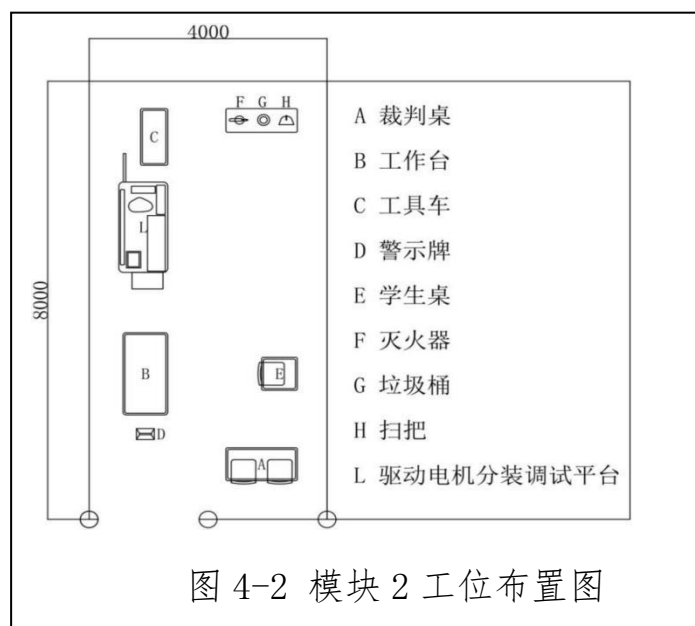 4000
F G H
C
L
8000
B
E
D
A
A 裁判桌
B 工作台
C 工具车
D 警示牌
E 学生桌
F 灭火器
G 垃圾桶
H 扫把
L 驱动电机分装调试平台
图 4-2 模块 2 工位布置图